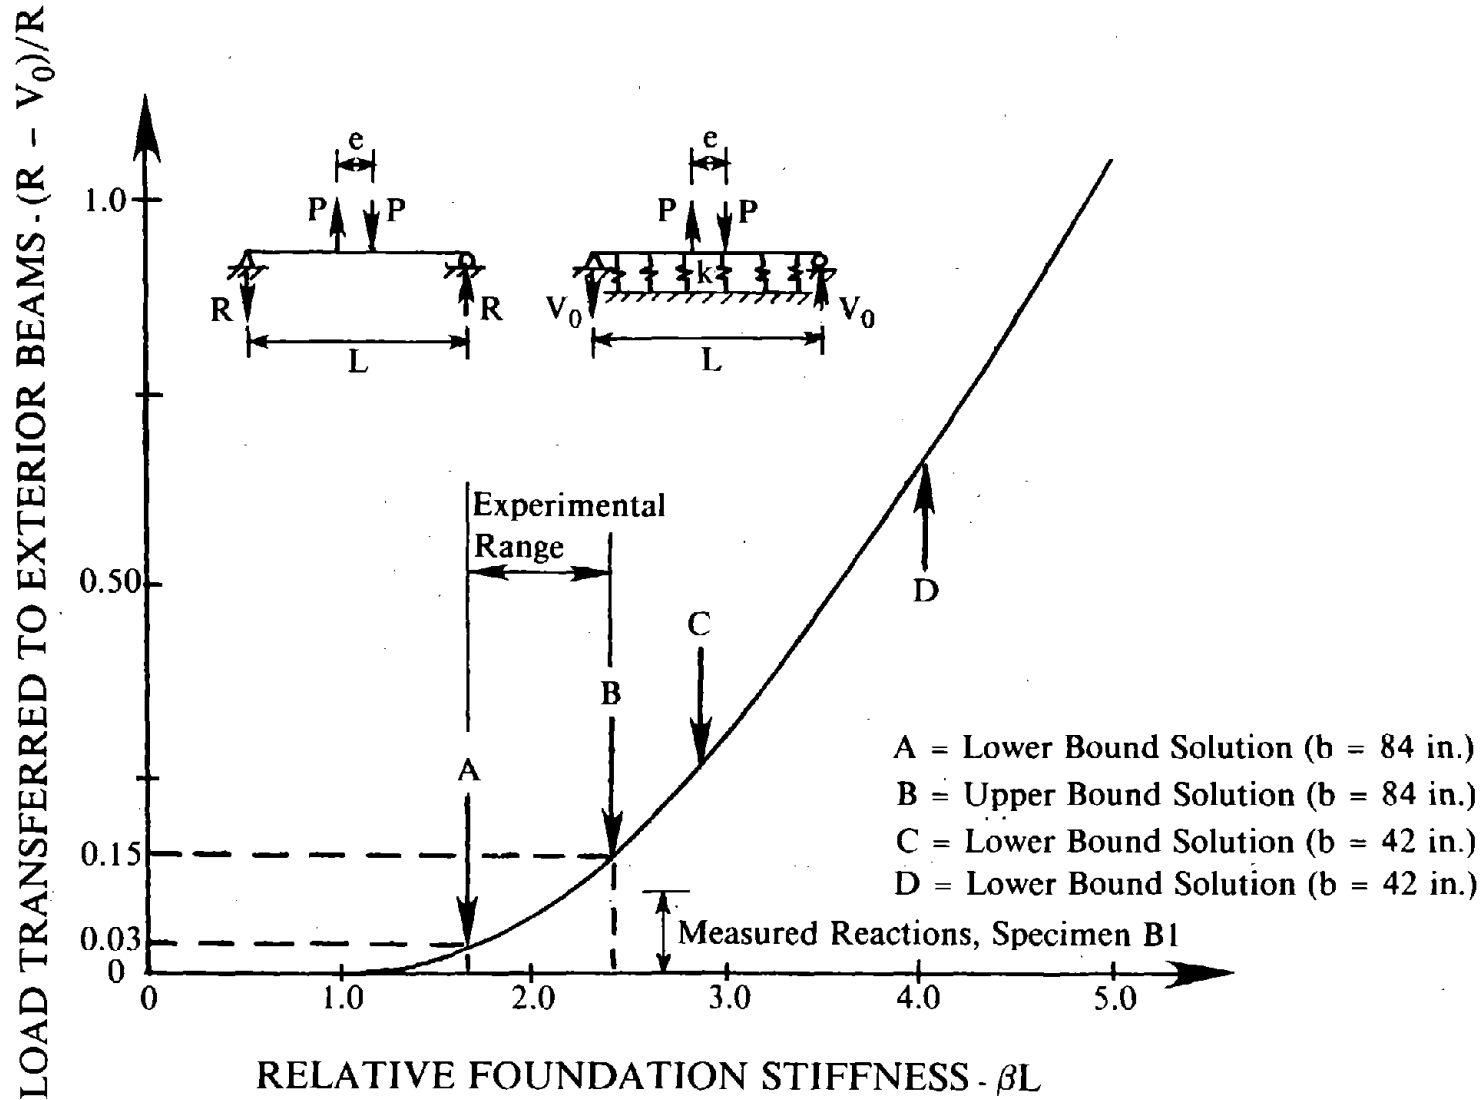 LOAD TRANSFERRED TO EXTERIOR BEAMS - (R - V0)/R
1.0
0.50
0.15
0.03
0
e
P P
R R
L
e
P P
k
V0 V0
L
Experimental
Range
A
B
C
D
A = Lower Bound Solution (b = 84 in.)
B = Upper Bound Solution (b = 84 in.)
C = Lower Bound Solution (b = 42 in.)
D = Lower Bound Solution (b = 42 in.)
Measured Reactions, Specimen B1
0 1.0 2.0 3.0 4.0 5.0
RELATIVE FOUNDATION STIFFNESS - βL